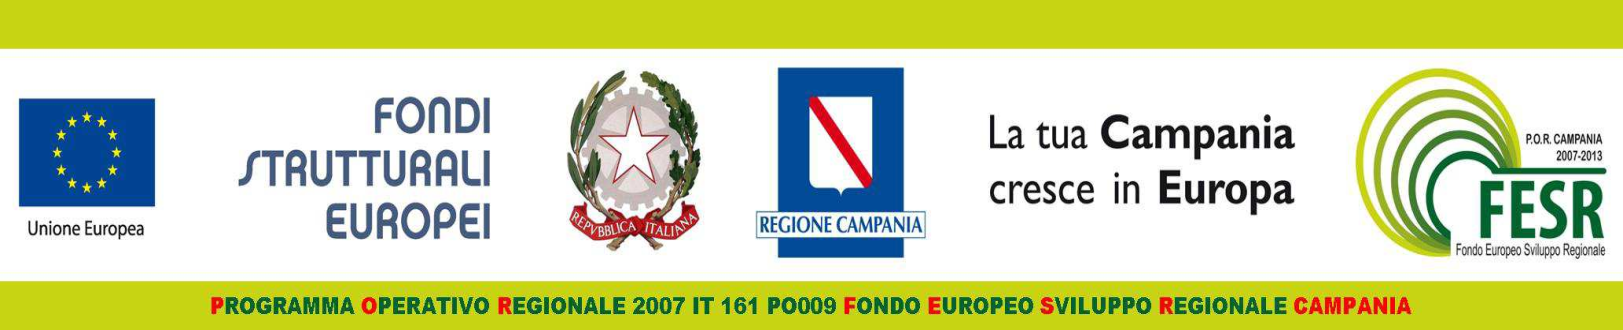 Unione Europea
FONDI
STRUTTURALI
EUROPEI
REPVBBLICA ITALIANA
REGIONE CAMPANIA
La tua Campania
cresce in Europa
P.O.R. CAMPANIA
2007-2013
FESR
Fondo Europeo Sviluppo Regionale
PROGRAMMA OPERATIVO REGIONALE 2007 IT 161 PO009 FONDO EUROPEO SVILUPPO REGIONALE CAMPANIA